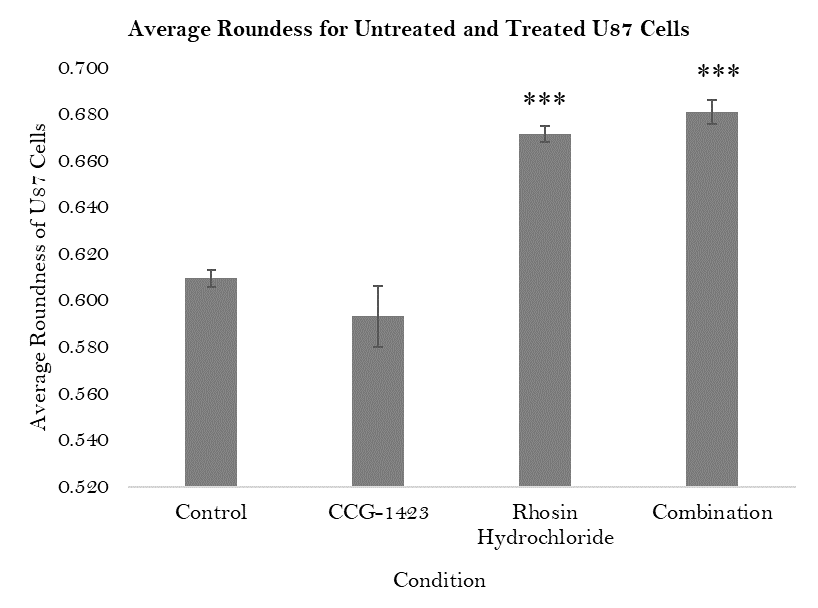 Average Roundess for Untreated and Treated U87 Cells
Average Roundness of U87 Cells
0.700
0.680
0.660
0.640
0.620
0.600
0.580
0.560
0.540
0.520
***
***
Control
CCG-1423
Rhosin
Hydrochloride
Combination
Condition